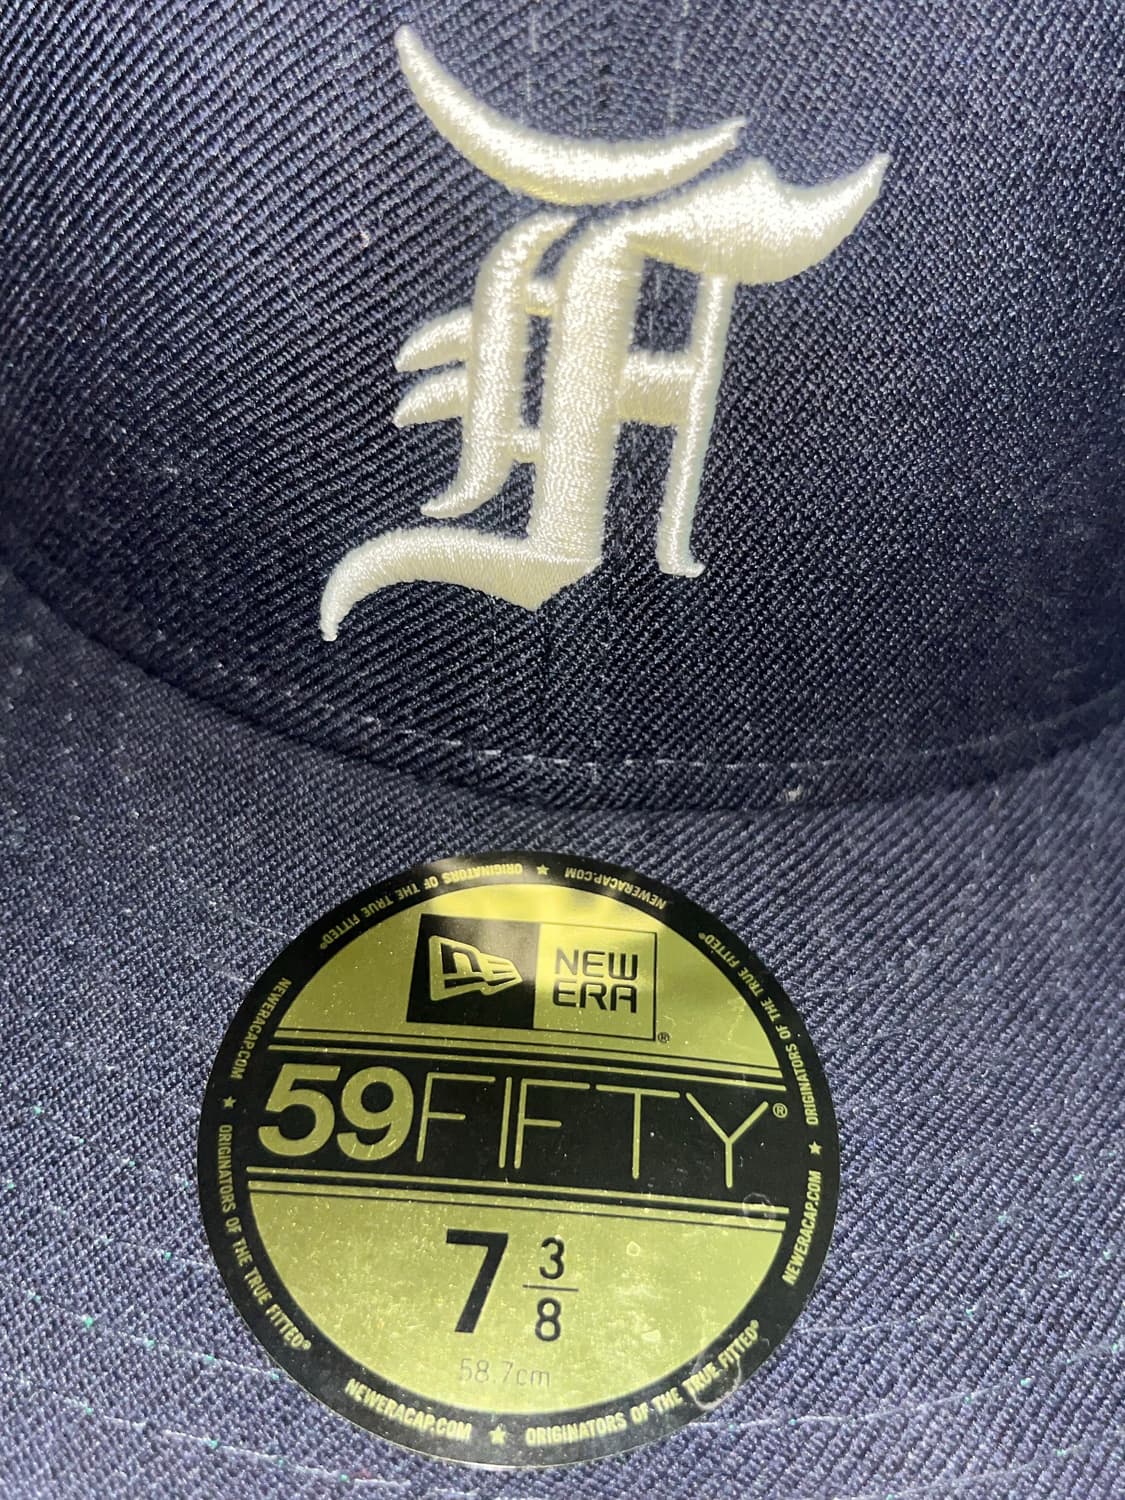 F
NEW
ERA
®
59FIFTY®
7 3/8
58.7cm
NEWERACAP.COM ★ ORIGINATORS OF THE TRUE FITTED®
NEWERACAP.COM ★ ORIGINATORS OF THE TRUE FITTED®
NEWERACAP.COM ★ ORIGINATORS OF THE TRUE FITTED®
NEWERACAP.COM ★ ORIGINATORS OF THE TRUE FITTED®